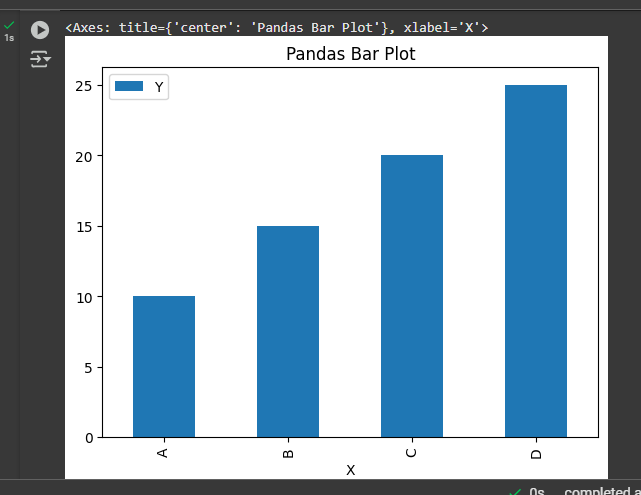 <Axes: title={'center': 'Pandas Bar Plot'}, xlabel='X'>
1s
Pandas Bar Plot
Y
25
20
15
10
5
0
A B C D
X
0s completed a